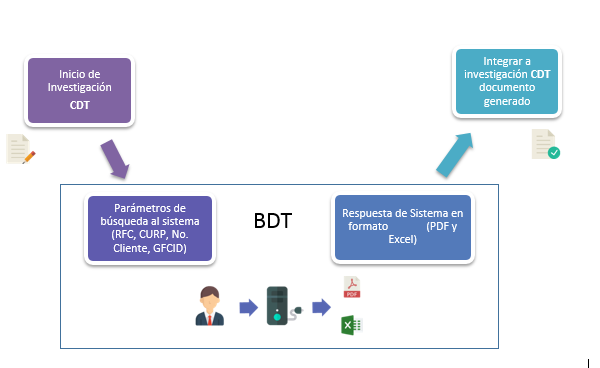 Inicio de
Investigación
CDT
Integrar a
investigación CDT
documento
generado
Parámetros de
búsqueda al sistema
(RFC, CURP, No.
Cliente, GFCID)
BDT
Respuesta de Sistema en
formato (PDF y
Excel)
PDF
X